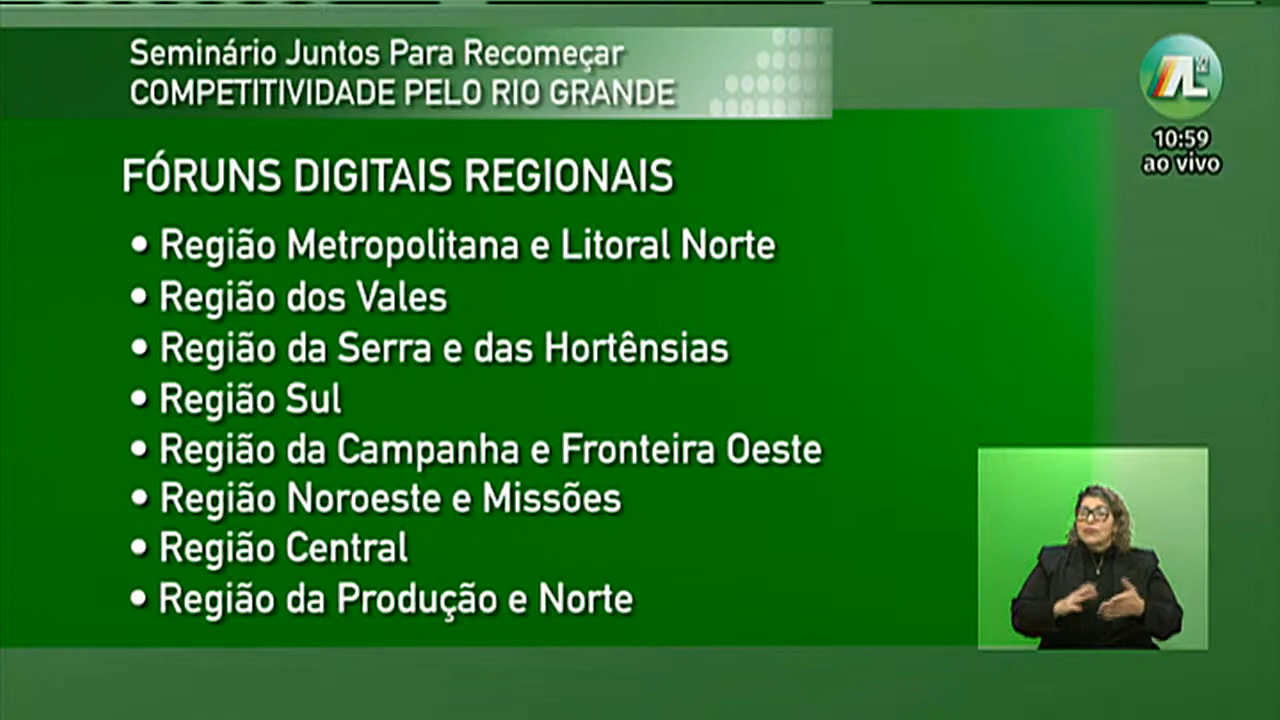 Seminário Juntos Para Recomeçar
COMPETITIVIDADE PELO RIO GRANDE
10:59
ao vivo
FÓRUNS DIGITAIS REGIONAIS
• Região Metropolitana e Litoral Norte
• Região dos Vales
• Região da Serra e das Hortênsias
• Região Sul
• Região da Campanha e Fronteira Oeste
• Região Noroeste e Missões
• Região Central
• Região da Produção e Norte